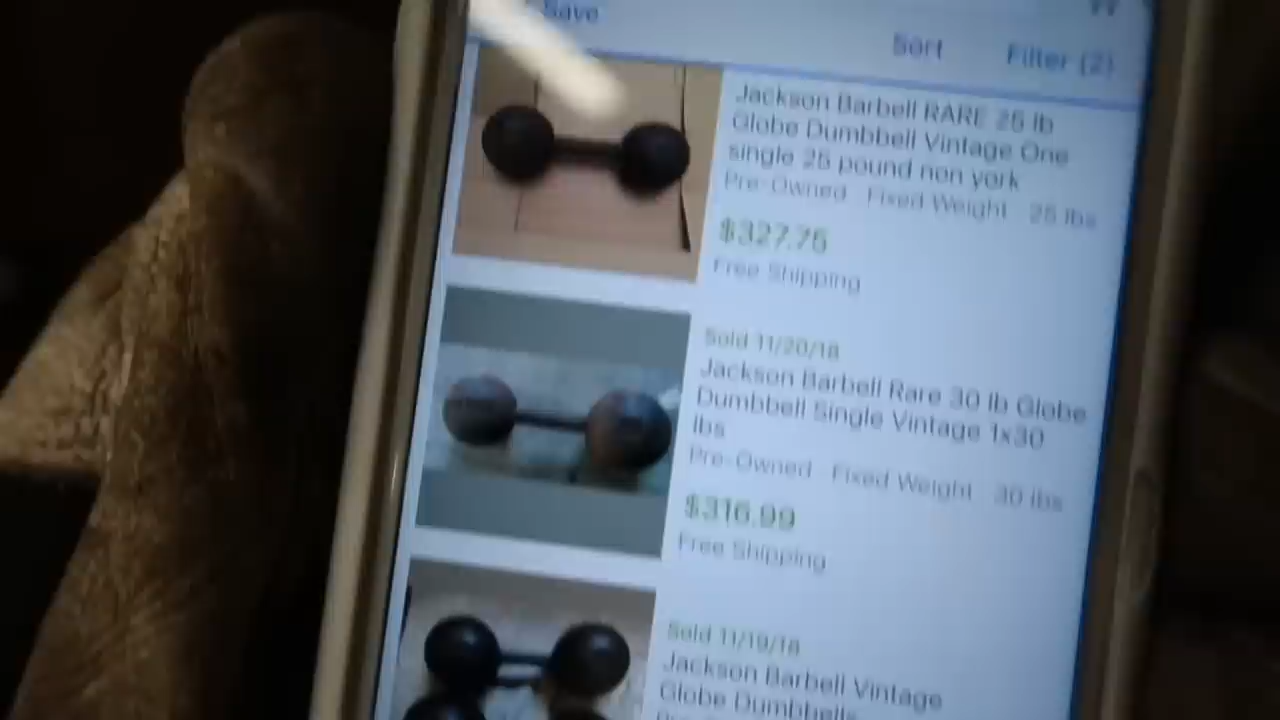 Save
Sort
Filter (2)
Jackson Barbell RARE 25 lb
Globe Dumbbell Vintage One
single 25 pound non york
Pre-Owned Fixed Weight 25 lbs
$327.75
Free Shipping
Sold 11/20/18
Jackson Barbell Rare 30 lb Globe
Dumbbell Single Vintage 1x30
lbs
Pre-Owned Fixed Weight 30 lbs
$316.99
Free Shipping
Sold 11/19/18
Jackson Barbell Vintage
Globe Dumbbells